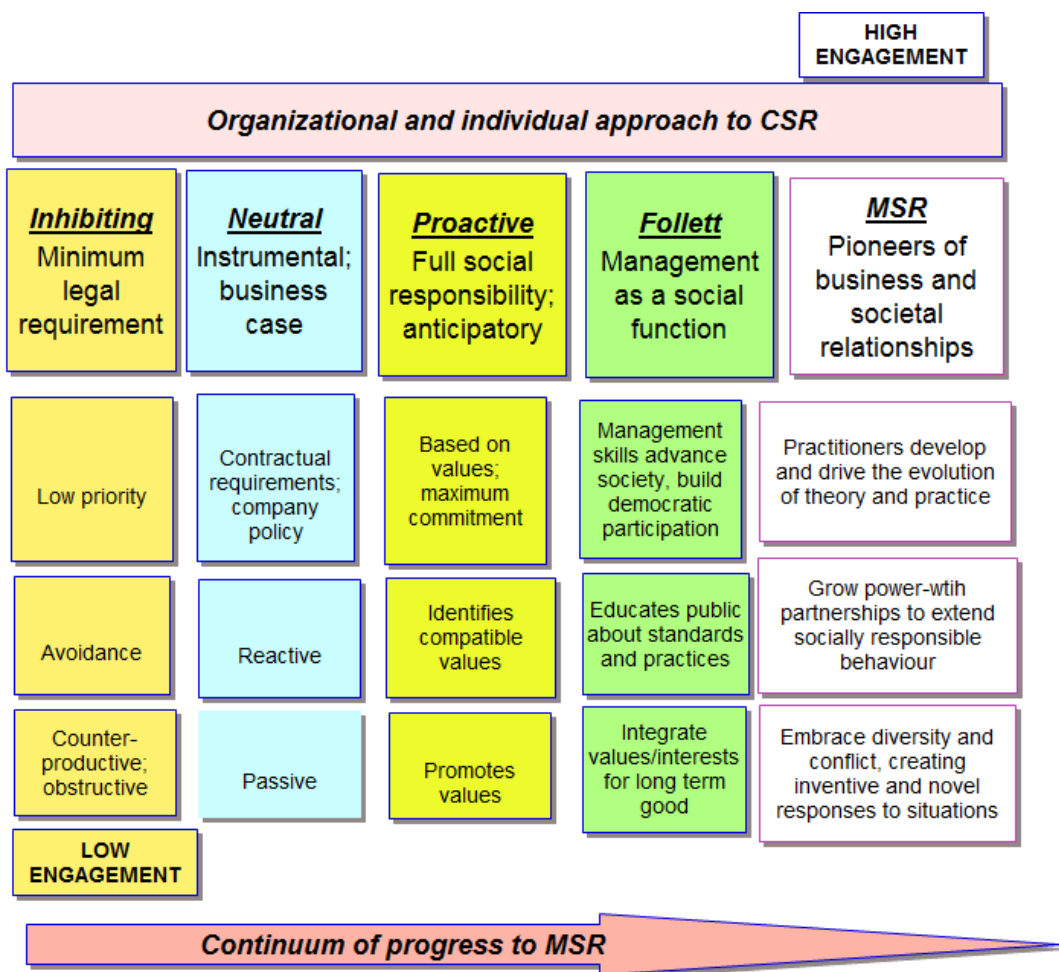 HIGH
ENGAGEMENT
Organizational and individual approach to CSR
Inhibiting
Minimum
legal
requirement
Neutral
Instrumental;
business
case
Proactive
Full social
responsibility;
anticipatory
Follett
Management
as a social
function
MSR
Pioneers of
business and
societal
relationships
Low priority
Contractual
requirements;
company
policy
Based on
values;
maximum
commitment
Management
skills advance
society, build
democratic
participation
Practitioners develop
and drive the evolution
of theory and practice
Avoidance
Reactive
Identifies
compatible
values
Educates public
about standards
and practices
Grow power-wtih
partnerships to extend
socially responsible
behaviour
Counter-
productive;
obstructive
Passive
Promotes
values
Integrate
values/interests
for long term
good
Embrace diversity and
conflict, creating
inventive and novel
responses to situations
LOW
ENGAGEMENT
Continuum of progress to MSR